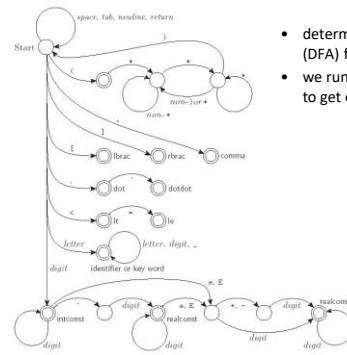 space, tab, newline, return
Start
)
(
*
*
*
non-*
non-) or *
,
]
[
lbrac
rbrac
comma
.
dot
.
dotdot
<
lt
=
le
letter
letter, digit, _
identifier or key word
digit
e, E
.
digit
e, E
+, -
digit
intconst
realconst
realcons
digit
digit
digit
digit
• determ
(DFA) f
• we run
to get